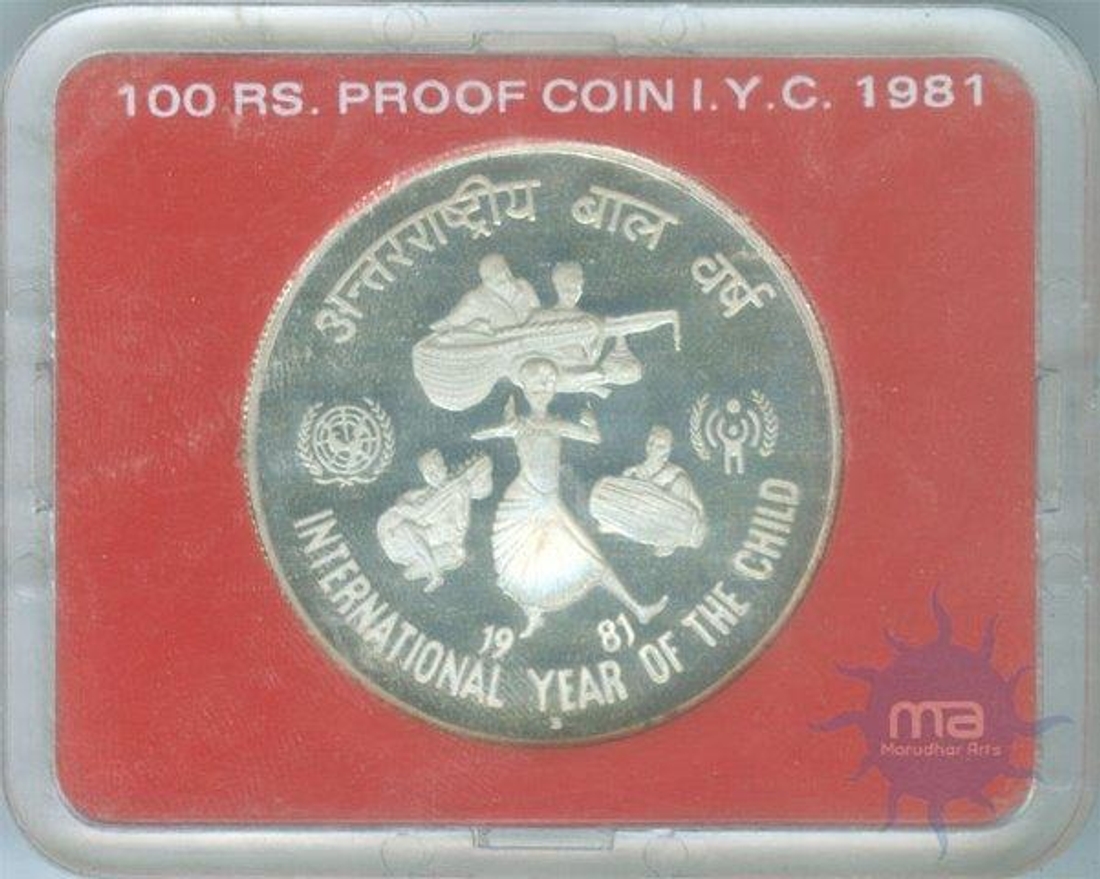 100 RS. PROOF COIN I.Y.C. 1981
अन्तरराष्ट्रीय बाल वर्ष
19 81
INTERNATIONAL YEAR OF THE CHILD
ma
Marudhar Arts